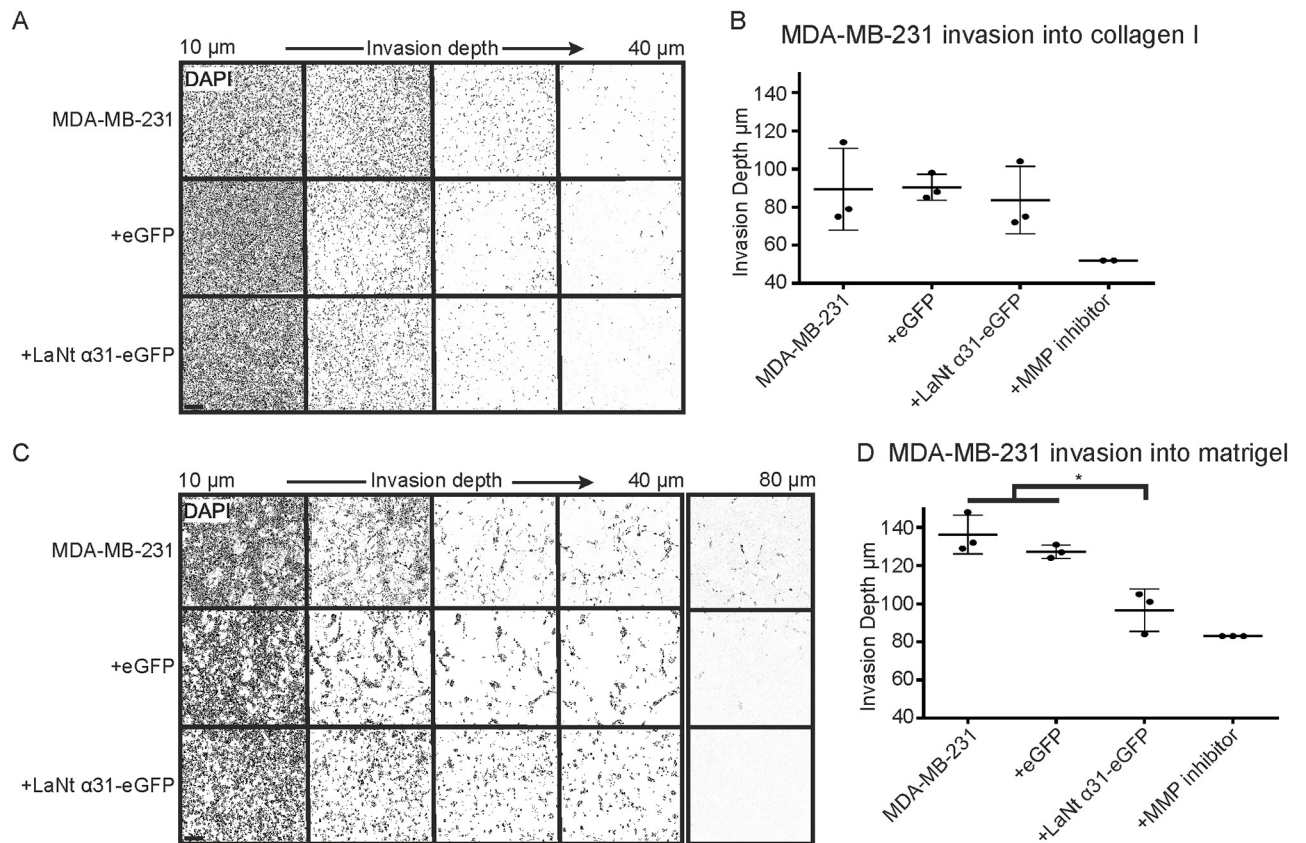 A
10 µm Invasion depth 40 µm
DAPI
MDA-MB-231
+eGFP
+LaNt α31-eGFP
B
MDA-MB-231 invasion into collagen I
Invasion Depth µm
140
120
100
80
60
40
MDA-MB-231
+eGFP
+LaNt α31-eGFP
+MMP inhibitor
C
10 µm Invasion depth 40 µm 80 µm
DAPI
MDA-MB-231
+eGFP
+LaNt α31-eGFP
D MDA-MB-231 invasion into matrigel
*
Invasion Depth µm
140
120
100
80
60
40
MDA-MB-231
+eGFP
+LaNt α31-eGFP
+MMP inhibitor